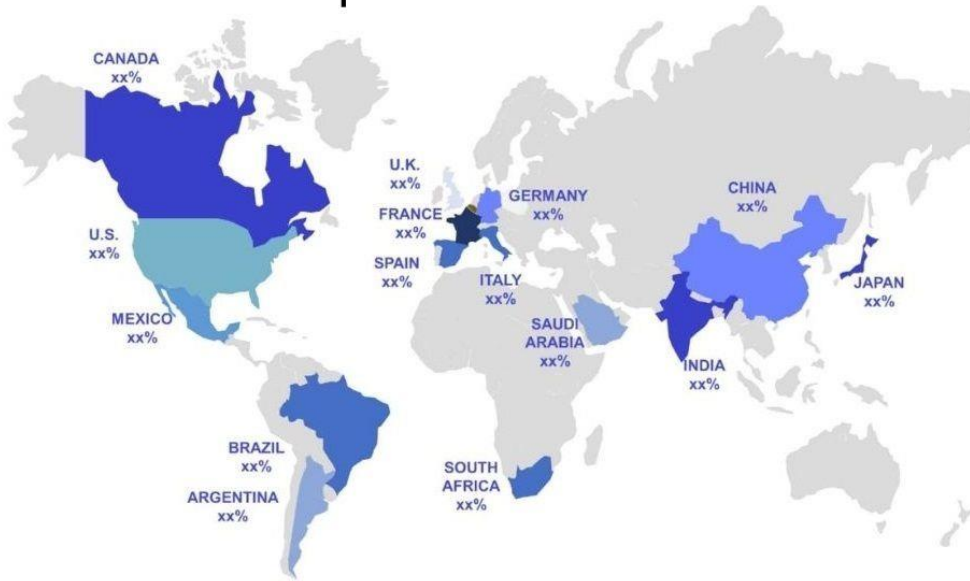 CANADA
xx%
U.K.
xx%
GERMANY
xx%
CHINA
xx%
FRANCE
xx%
U.S.
xx%
SPAIN
xx%
ITALY
xx%
JAPAN
xx%
MEXICO
xx%
SAUDI
ARABIA
xx%
INDIA
xx%
BRAZIL
xx%
SOUTH
AFRICA
xx%
ARGENTINA
xx%